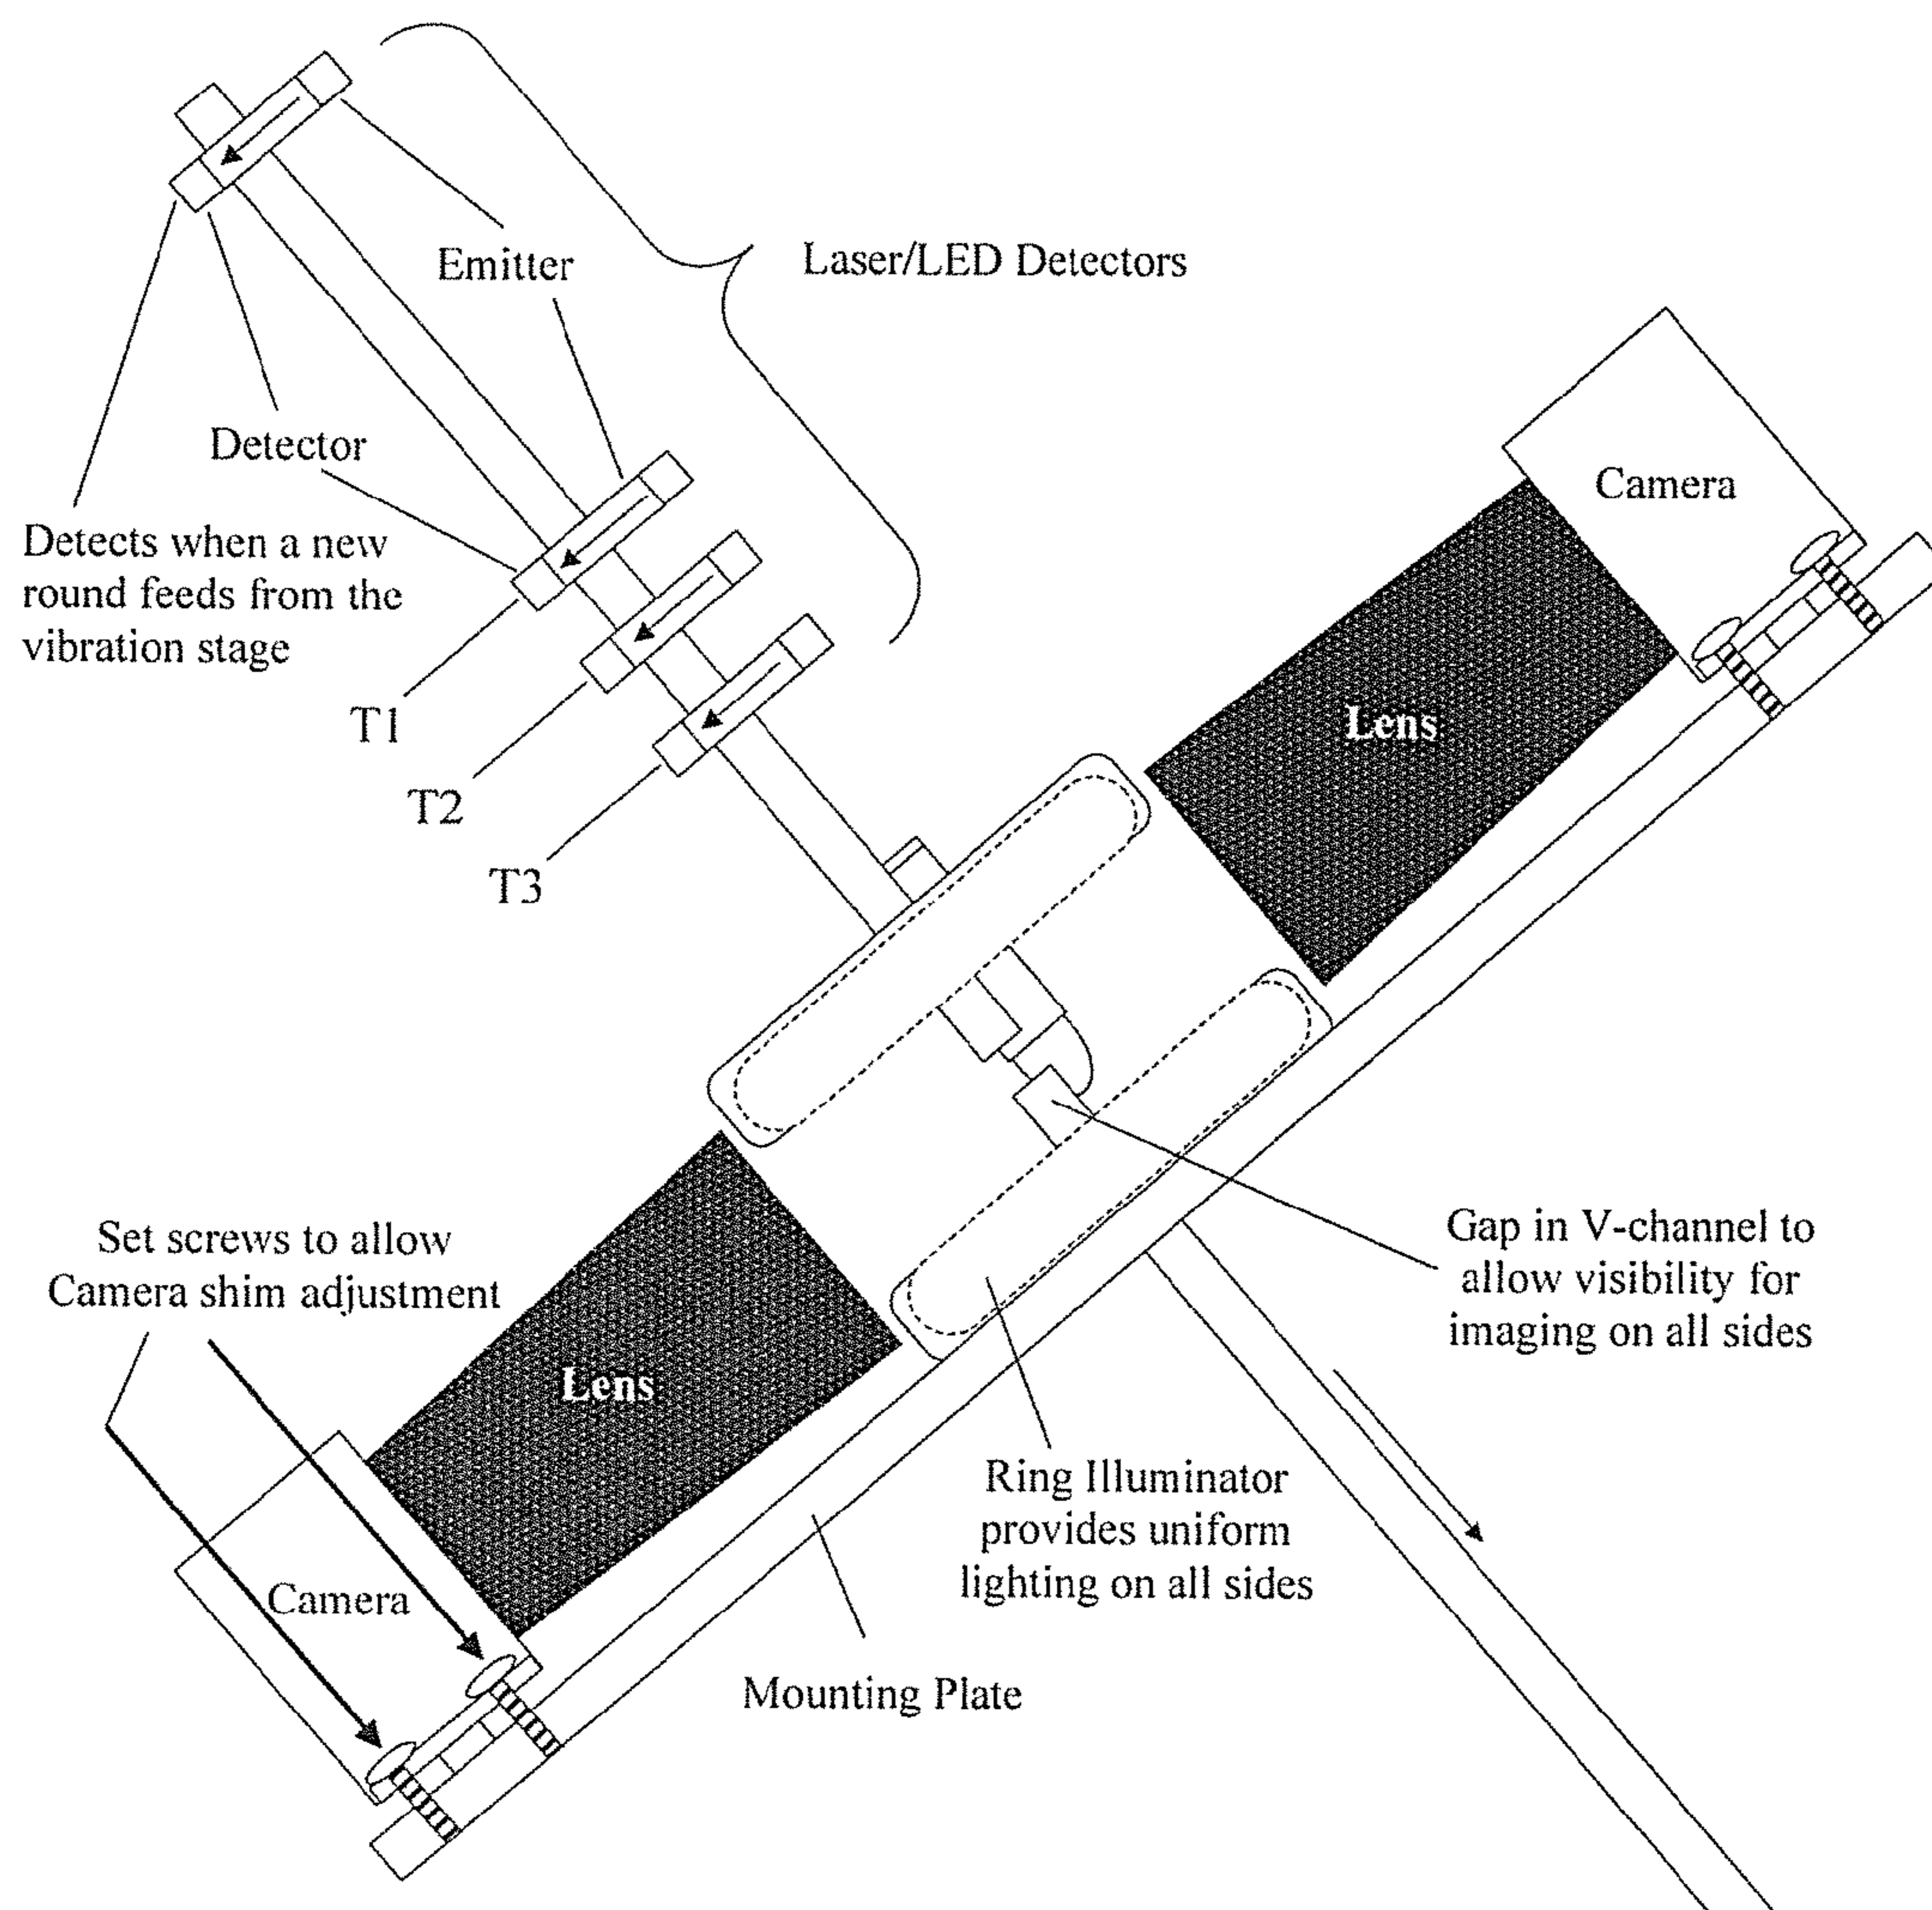 Emitter
Laser/LED Detectors
Detector
Camera
Detects when a new
round feeds from the
vibration stage
T1
Lens
T2
T3
Set screws to allow
Camera shim adjustment
Gap in V-channel to
allow visibility for
imaging on all sides
Lens
Ring Illuminator
provides uniform
lighting on all sides
Camera
Mounting Plate